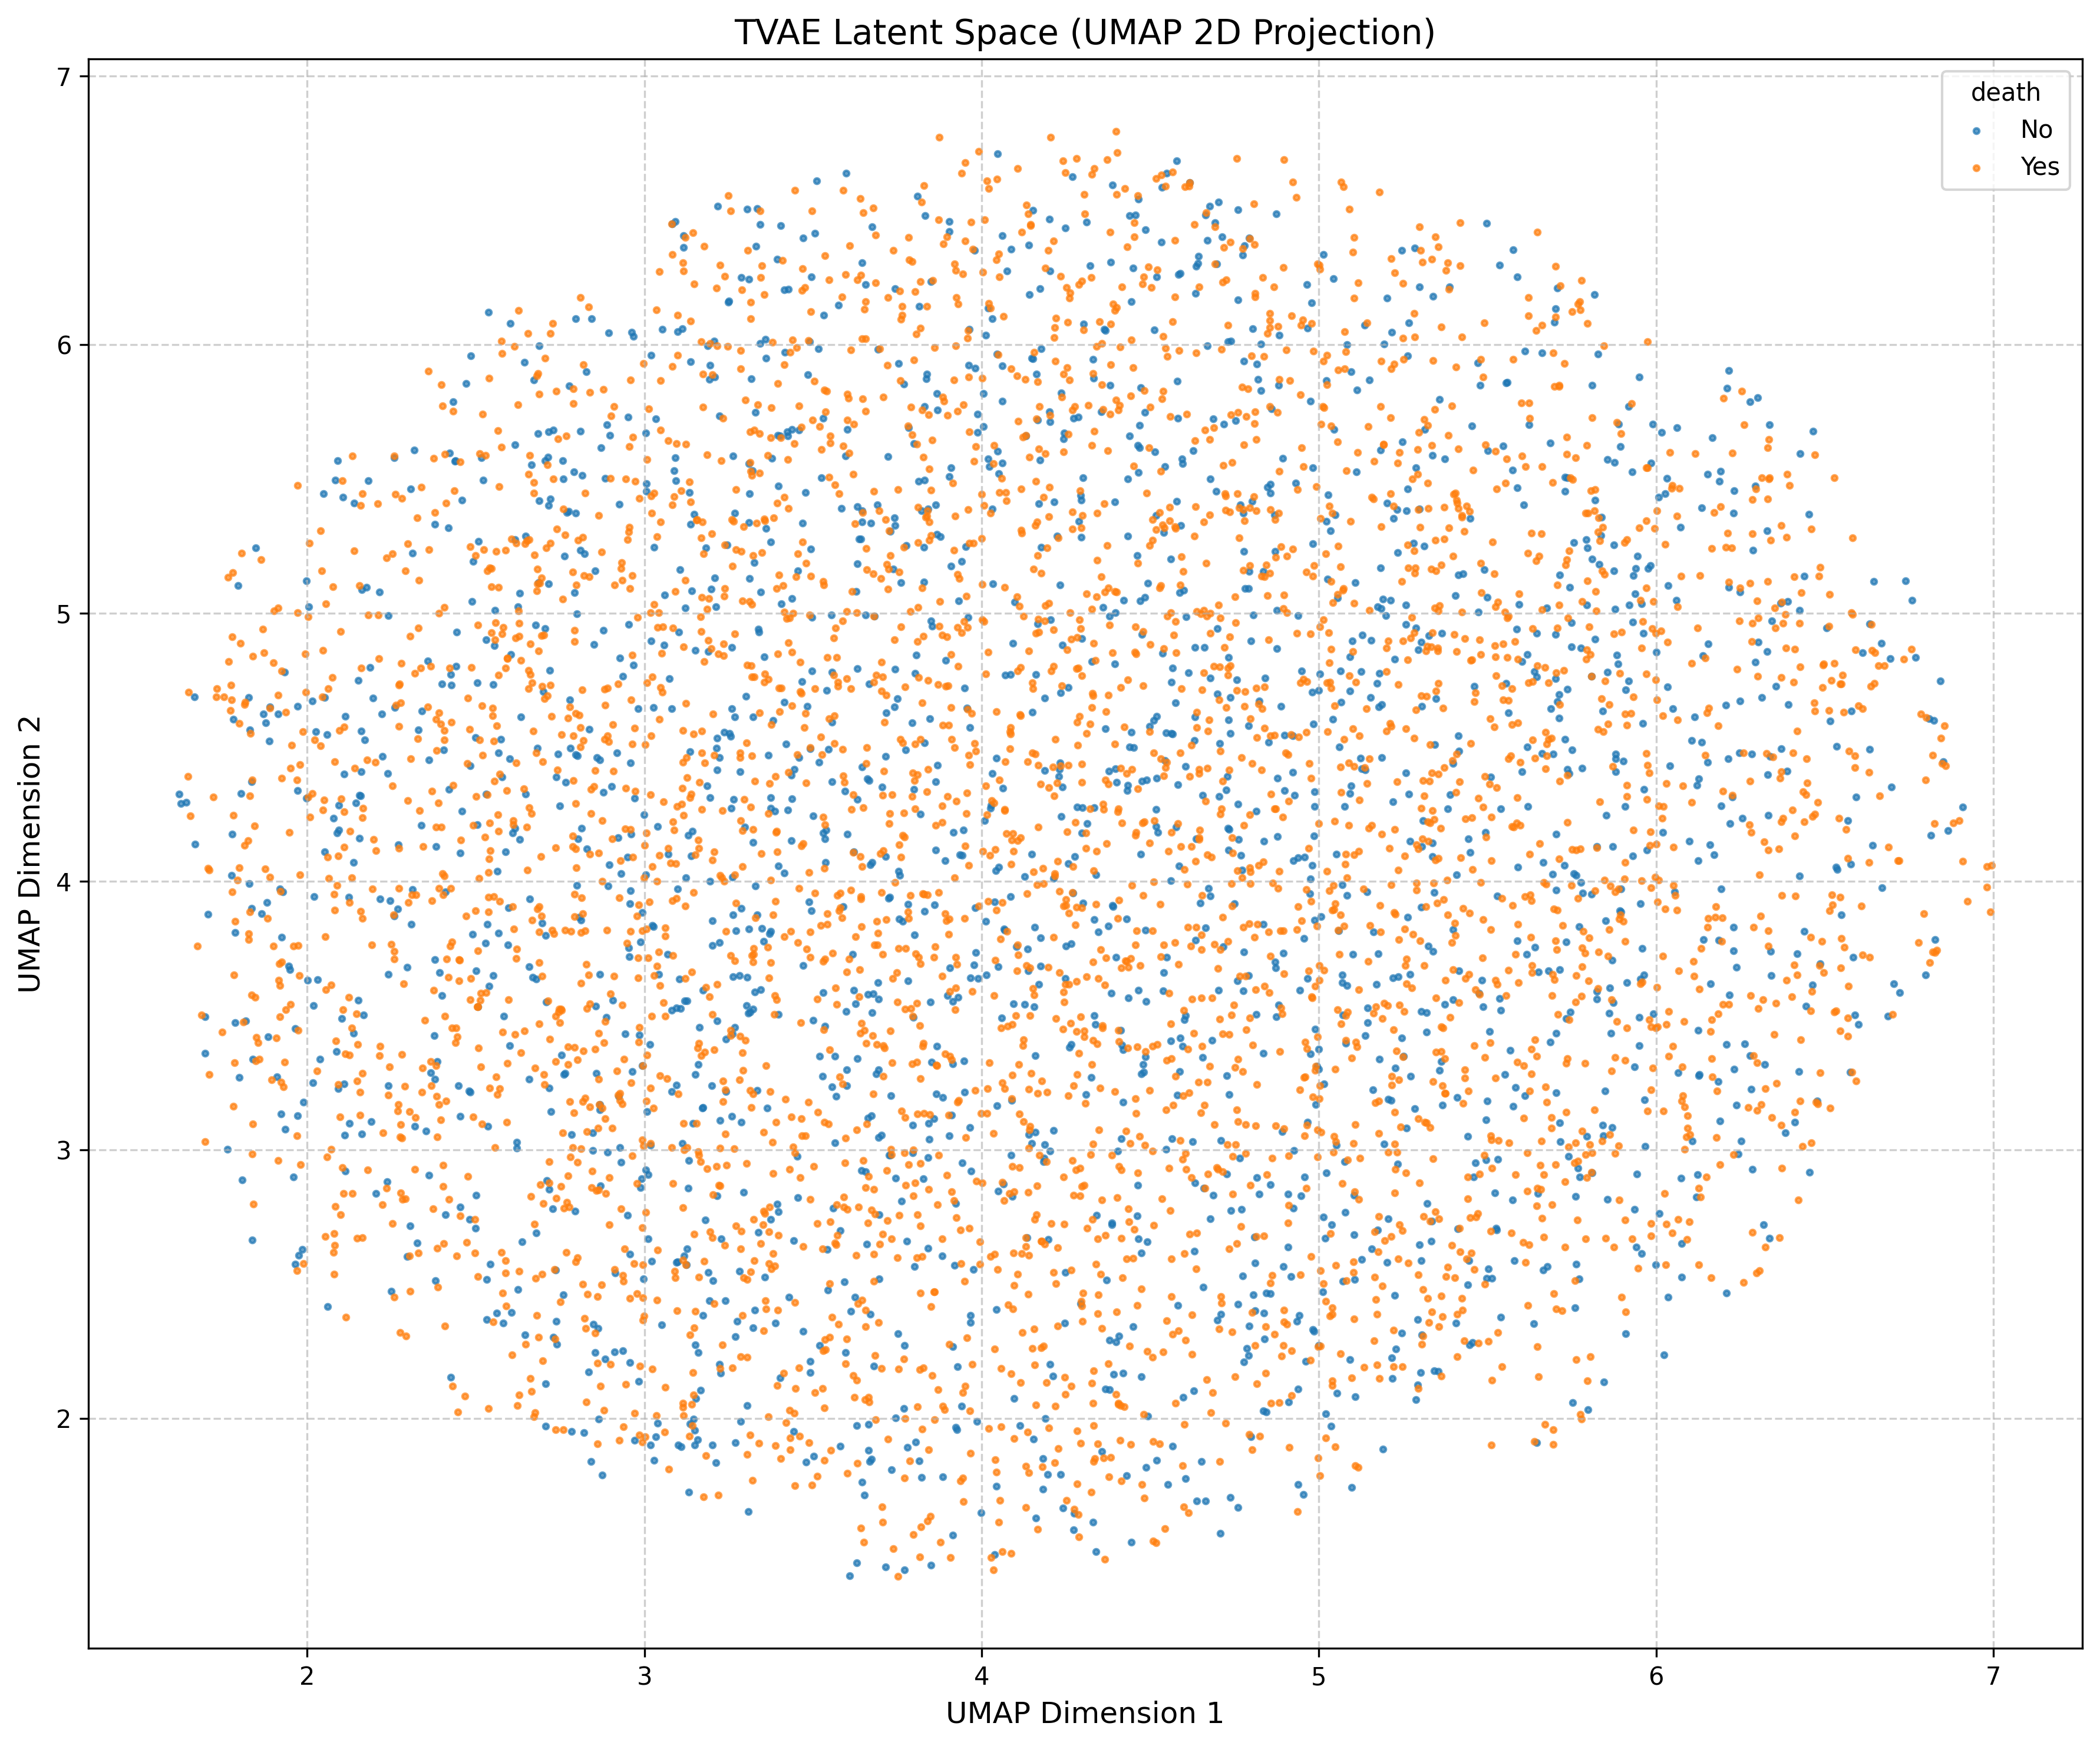 TVAE Latent Space (UMAP 2D Projection)
death
No
Yes
7
6
5
4
3
2
UMAP Dimension 2
2
3
4
5
6
7
UMAP Dimension 1